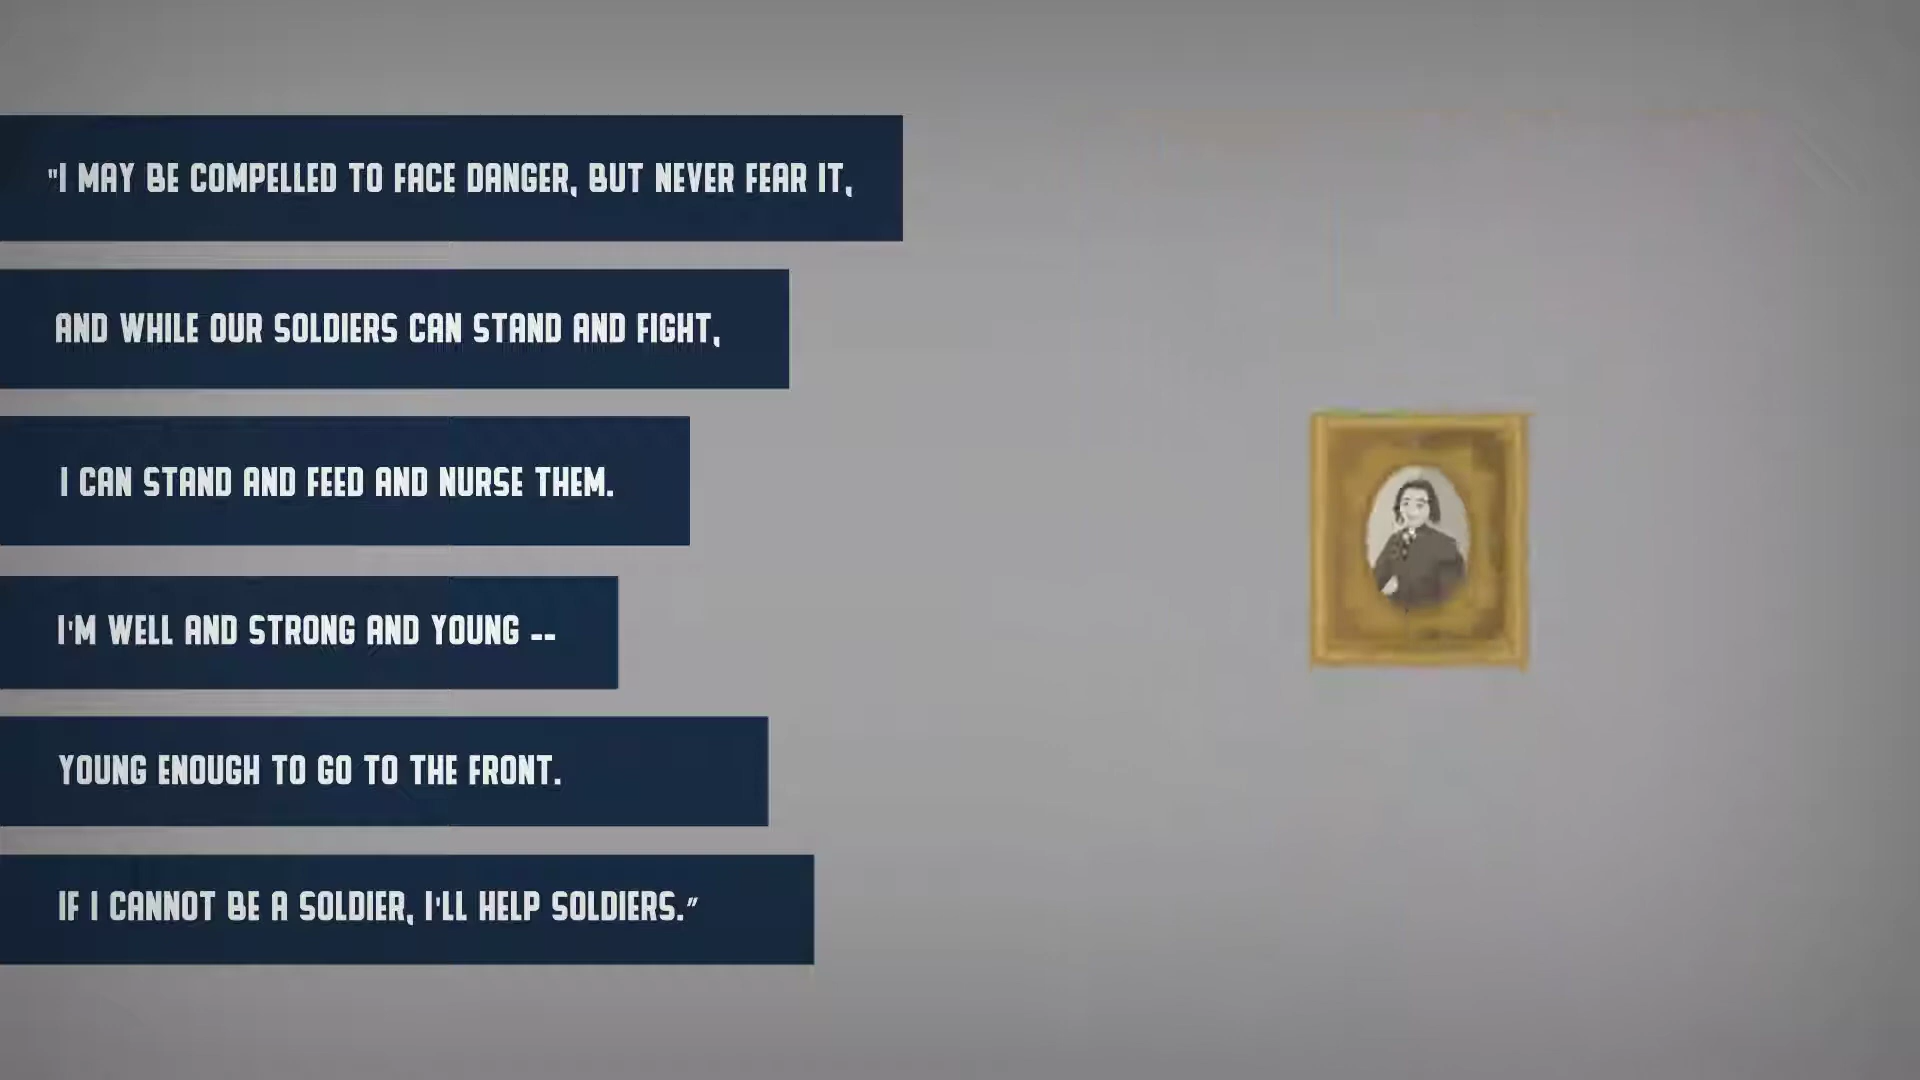 "I MAY BE COMPELLED TO FACE DANGER, BUT NEVER FEAR IT,
AND WHILE OUR SOLDIERS CAN STAND AND FIGHT,
I CAN STAND AND FEED AND NURSE THEM.
I'M WELL AND STRONG AND YOUNG --
YOUNG ENOUGH TO GO TO THE FRONT.
IF I CANNOT BE A SOLDIER, I'LL HELP SOLDIERS."